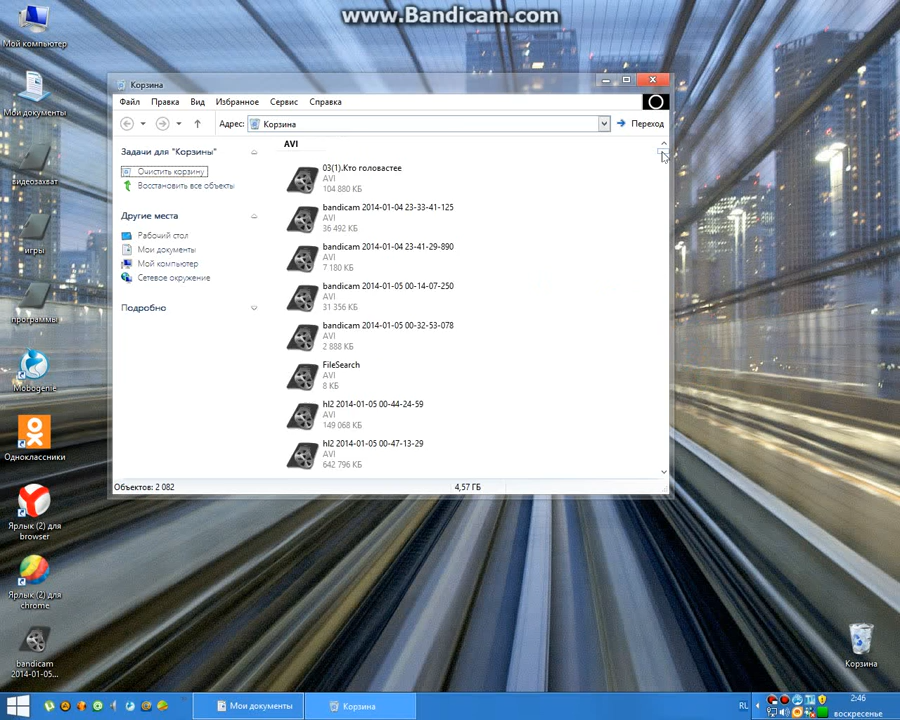 www.Bandicam.com
Мой компьютер
Мои документы
видеозахват
игры
программы
Mobogenie
Одноклассники
Ярлык (2) для
browser
Ярлык (2) для
chrome
bandicam
2014-01-05...
Корзина
Файл Правка Вид Избранное Сервис Справка
Адрес: Корзина Переход
Задачи для "Корзины"
Очистить корзину
Восстановить все объекты
Другие места
Рабочий стол
Мои документы
Мой компьютер
Сетевое окружение
Подробно
AVI
03(1).Кто головастее
AVI
104 880 КБ
bandicam 2014-01-04 23-33-41-125
AVI
36 492 КБ
bandicam 2014-01-04 23-41-29-890
AVI
7 180 КБ
bandicam 2014-01-05 00-14-07-250
AVI
31 356 КБ
bandicam 2014-01-05 00-32-53-078
AVI
2 888 КБ
FileSearch
AVI
8 КБ
hl2 2014-01-05 00-44-24-59
AVI
149 068 КБ
hl2 2014-01-05 00-47-13-29
AVI
642 796 КБ
Объектов: 2 082 4,57 ГБ
Корзина
Мои документы Корзина RL 2:46
воскресенье